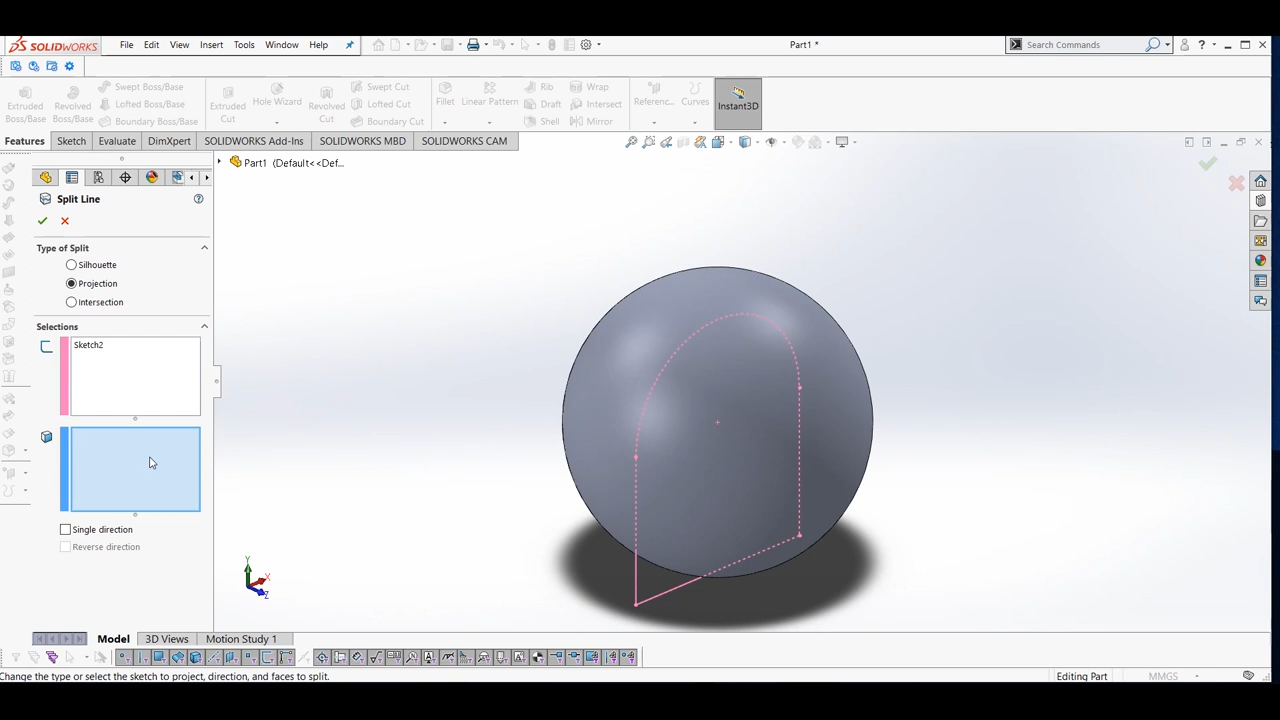 SOLIDWORKS File Edit View Insert Tools Window Help Part1 * Search Commands
Swept Boss/Base Swept Cut Rib Wrap
Extruded Boss/Base Revolved Boss/Base Lofted Boss/Base Extruded Cut Hole Wizard Revolved Cut Lofted Cut Fillet Linear Pattern Draft Intersect Referenc... Curves Instant3D
Boundary Boss/Base Boundary Cut Shell Mirror
Features Sketch Evaluate DimXpert SOLIDWORKS Add-Ins SOLIDWORKS MBD SOLIDWORKS CAM
Part1 (Default<<Def...
Split Line
Type of Split
Silhouette
Projection
Intersection
Selections
Sketch2
Single direction
Reverse direction
Y
X
Z
Model 3D Views Motion Study 1
Change the type or select the sketch to project, direction, and faces to split. Editing Part MMGS